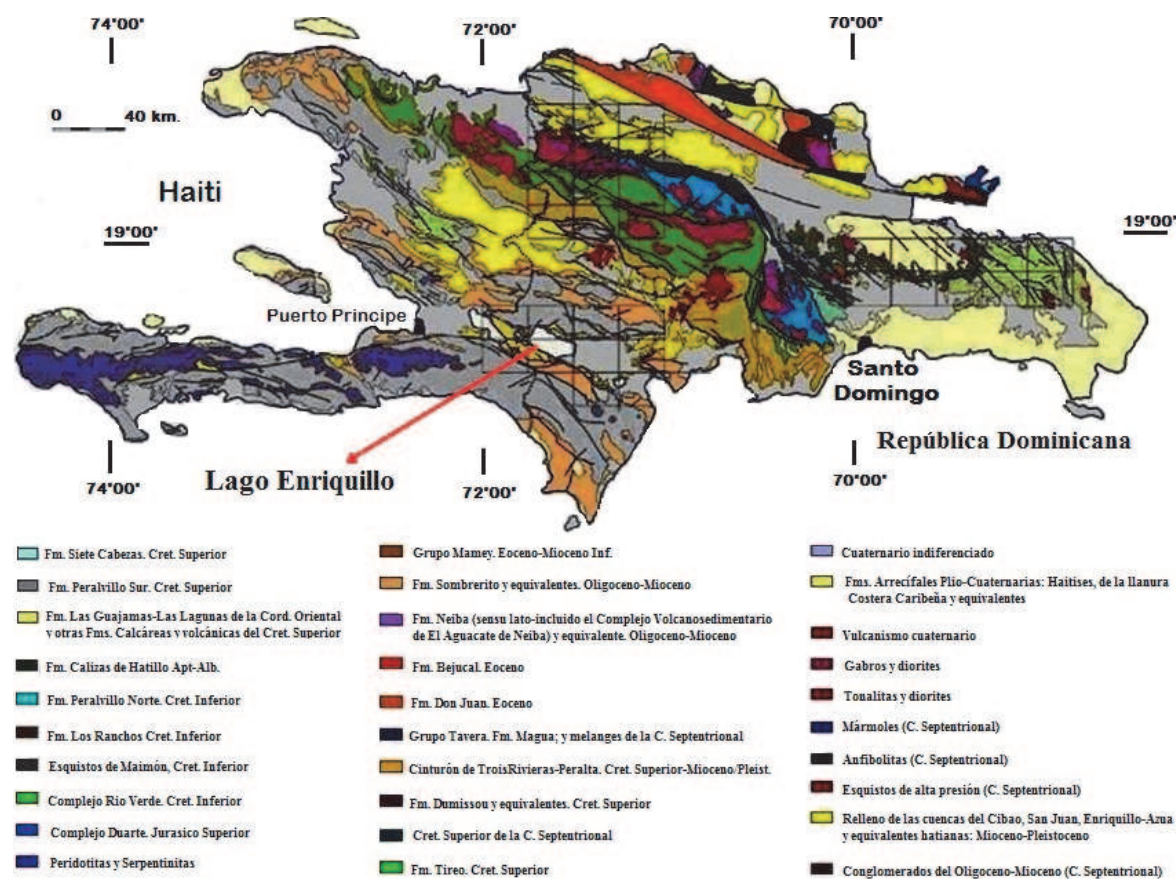 74°00'
72°00'
70°00'
0 40 km.
Haiti
19°00'
19°00'
Puerto Principe
Santo
Domingo
República Dominicana
Lago Enriquillo
74°00'
72°00'
70°00'
Fm. Siete Cabezas. Cret. Superior
Fm. Peralvillo Sur. Cret. Superior
Fm. Las Guajamas-Las Lagunas de la Cord. Oriental
y otras Fms. Calcáreas y volcánicas del Cret. Superior
Fm. Calizas de Hatillo Apt-Alb.
Fm. Peralvillo Norte. Cret. Inferior
Fm. Los Ranchos Cret. Inferior
Esquistos de Maimón, Cret. Inferior
Complejo Rio Verde. Cret. Inferior
Complejo Duarte. Jurasico Superior
Peridotitas y Serpentinitas
Grupo Mamey. Eoceno-Mioceno Inf.
Fm. Sombrerito y equivalentes. Oligoceno-Mioceno
Fm. Neiba (sensu lato-incluido el Complejo Volcanosedimentario
de El Aguacate de Neiba) y equivalente. Oligoceno-Mioceno
Fm. Bejucal. Eoceno
Fm. Don Juan. Eoceno
Grupo Tavera. Fm. Magua; y melanges de la C. Septentrional
Cinturón de TroisRivieras-Peralta. Cret. Superior-Mioceno/Pleist.
Fm. Dumissou y equivalentes. Cret. Superior
Cret. Superior de la C. Septentrional
Fm. Tireo. Cret. Superior
Cuaternario indiferenciado
Fms. Arrecífales Plio-Cuaternarias: Haitises, de la llanura
Costera Caribeña y equivalentes
Vulcanismo cuaternario
Gabros y diorites
Tonalitas y diorites
Mármoles (C. Septentrional)
Anfibolitas (C. Septentrional)
Esquistos de alta presión (C. Septentrional)
Relleno de las cuencas del Cibao, San Juan, Enriquillo-Azua
y equivalentes hatianas: Mioceno-Pleistoceno
Conglomerados del Oligoceno-Mioceno (C. Septentrional)